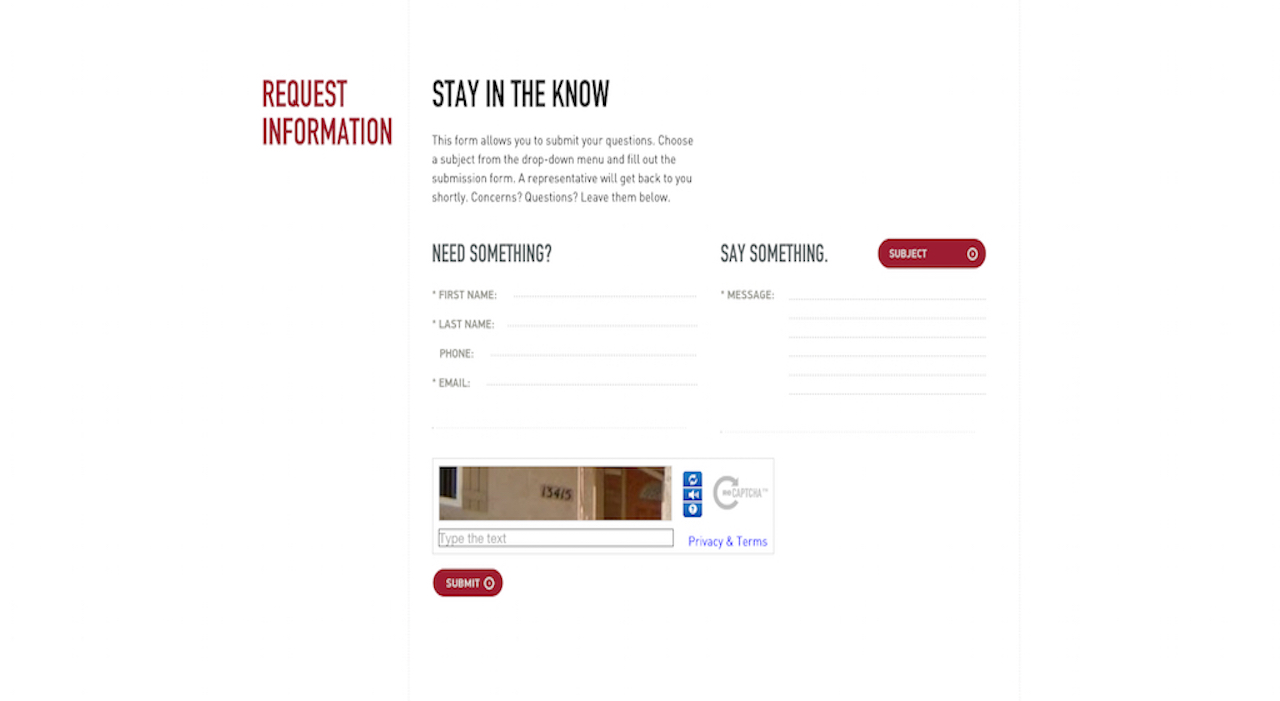 REQUEST
INFORMATION
STAY IN THE KNOW
This form allows you to submit your questions. Choose
a subject from the drop-down menu and fill out the
submission form. A representative will get back to you
shortly. Concerns? Questions? Leave them below.
NEED SOMETHING?
* FIRST NAME:
* LAST NAME:
PHONE:
* EMAIL:
SAY SOMETHING.
SUBJECT
* MESSAGE:
13415
reCAPTCHA™
Type the text
Privacy & Terms
SUBMIT